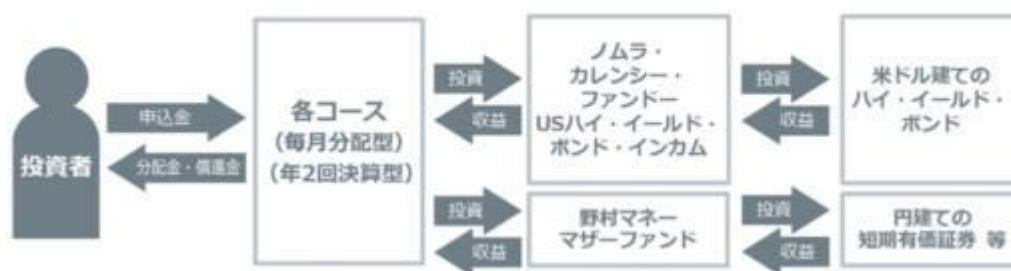 投資者
申込金
分配金・償還金
各コース
（毎月分配型）
（年2回決算型）
投資
収益
ノムラ・
カレンシー・
ファンドー
USハイ・イールド・
ボンド・インカム
投資
収益
米ドル建ての
ハイ・イールド・
ボンド
投資
収益
野村マネー
マザーファンド
投資
収益
円建ての
短期有価証券 等